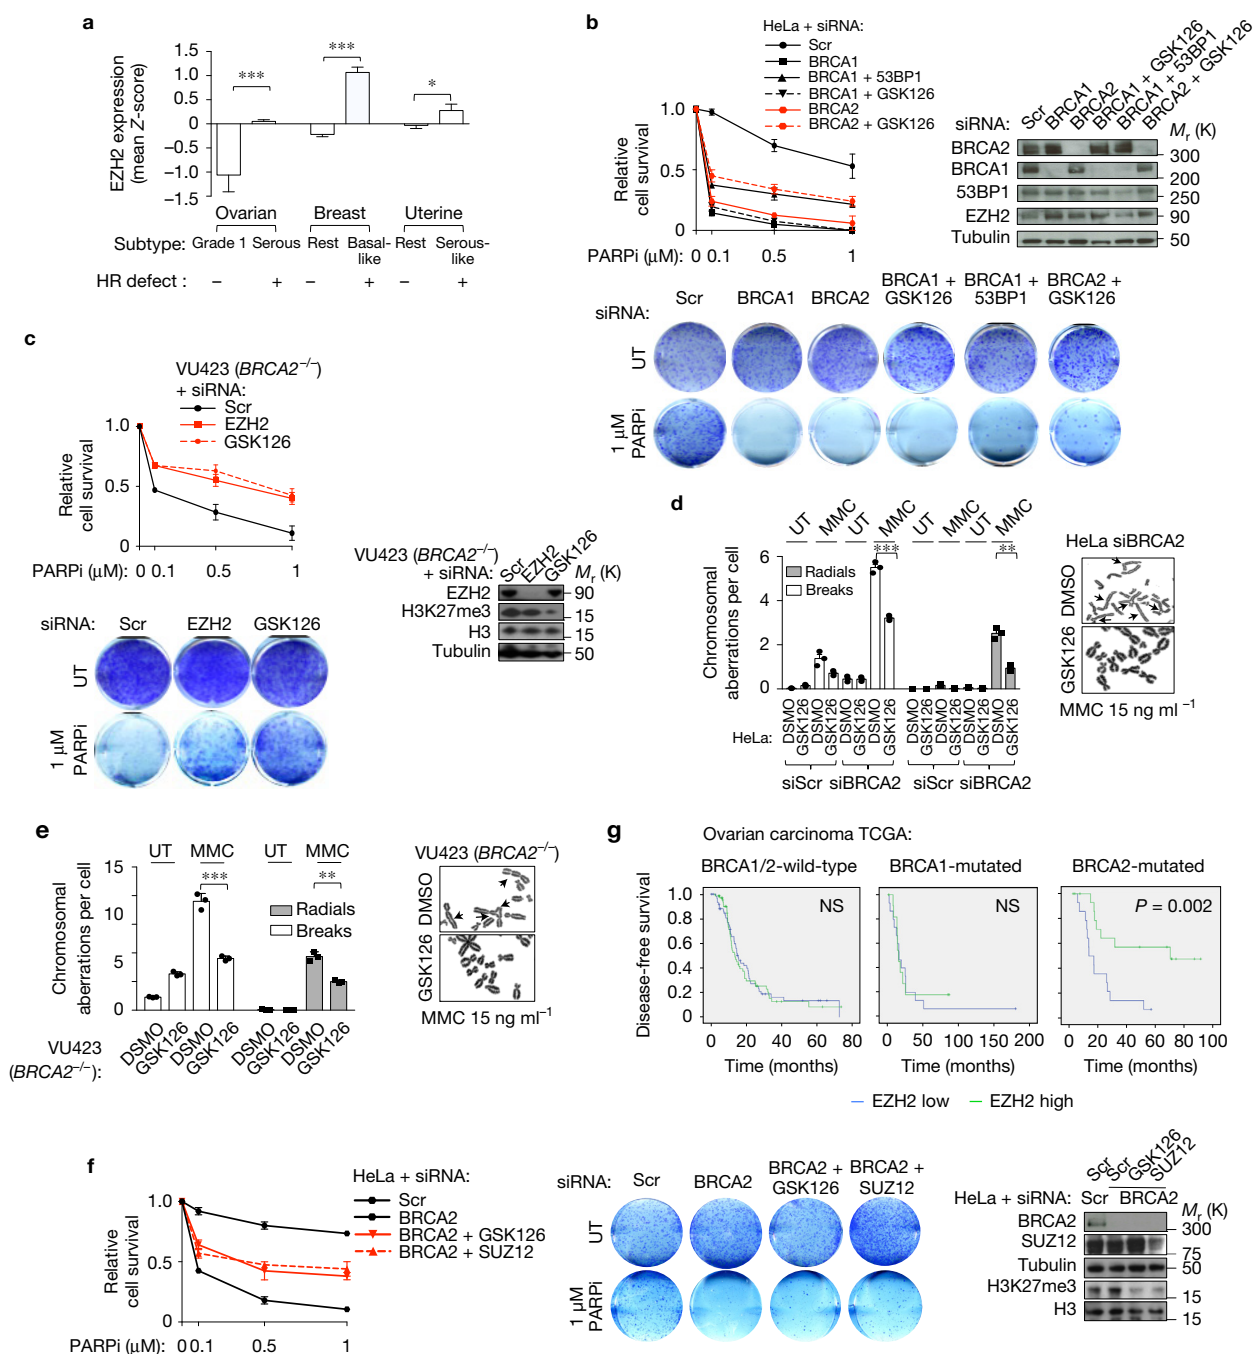 a
EZH2 expression
(mean Z-score)
1.5
1.0
0.5
0
−0.5
−1.0
−1.5
***
***
*
Ovarian Breast Uterine
Subtype: Grade 1 Serous Rest Basal-like Rest Serous-like
HR defect : − + − + − +
b
HeLa + siRNA:
Scr
BRCA1
BRCA1 + 53BP1
BRCA1 + GSK126
BRCA2
BRCA2 + GSK126
Relative
cell survival
1.0
0.5
0
PARPi (μM): 0 0.1 0.5 1
siRNA: Scr BRCA1 BRCA2 BRCA1 + GSK126 BRCA1 + 53BP1 BRCA2 + GSK126
Mr (K)
BRCA2 300
BRCA1 200
53BP1 250
EZH2 90
Tubulin 50
siRNA: Scr BRCA1 BRCA2 BRCA1 + GSK126 BRCA1 + 53BP1 BRCA2 + GSK126
UT
1 μM
PARPi
c
VU423 (BRCA2−/−)
+ siRNA:
Scr
EZH2
GSK126
Relative
cell survival
1.0
0.5
0
PARPi (μM): 0 0.1 0.5 1
siRNA: Scr EZH2 GSK126
UT
1 μM
PARPi
VU423 (BRCA2−/−)
+ siRNA: Scr EZH2 GSK126 Mr (K)
EZH2 90
H3K27me3 15
H3 15
Tubulin 50
d
UT MMC UT MMC UT MMC UT MMC
*** **
Chromosomal
aberrations per cell
6
4
2
0
Radials
Breaks
HeLa: DSMO GSK126 DSMO GSK126 DSMO GSK126 DSMO GSK126 DSMO GSK126 DSMO GSK126 DSMO GSK126 DSMO GSK126
siScr siBRCA2 siScr siBRCA2
HeLa siBRCA2
DMSO
GSK126
MMC 15 ng ml −1
e
UT MMC UT MMC
*** **
Chromosomal
aberrations per cell
15
10
5
0
Radials
Breaks
VU423
(BRCA2−/−): DSMO GSK126 DSMO GSK126 DSMO GSK126 DSMO GSK126
VU423 (BRCA2−/−)
DMSO
GSK126
MMC 15 ng ml−1
g
Ovarian carcinoma TCGA:
BRCA1/2-wild-type BRCA1-mutated BRCA2-mutated
NS NS P = 0.002
Disease-free survival
1.0
0.8
0.6
0.4
0.2
0
0 20 40 60 80 0 50 100 150 200 0 20 40 60 80 100
Time (months) Time (months) Time (months)
EZH2 low EZH2 high
f
HeLa + siRNA:
Scr
BRCA2
BRCA2 + GSK126
BRCA2 + SUZ12
Relative
cell survival
1.0
0.5
0
PARPi (μM): 0 0.1 0.5 1
siRNA: Scr BRCA2 BRCA2 + GSK126 BRCA2 + SUZ12
UT
1 μM
PARPi
Scr Scr GSK126 SUZ12
HeLa + siRNA: Scr BRCA2
Mr (K)
BRCA2 300
SUZ12 75
Tubulin 50
H3K27me3 15
H3 15